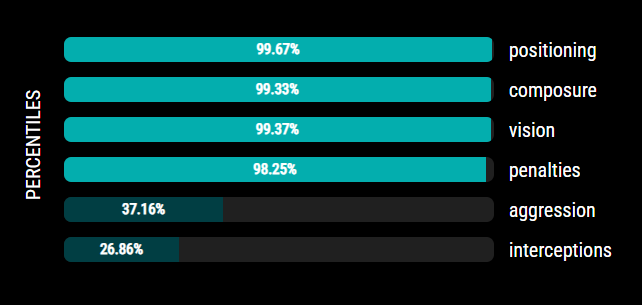 PERCENTILES
99.67% positioning
99.33% composure
99.37% vision
98.25% penalties
37.16% aggression
26.86% interceptions